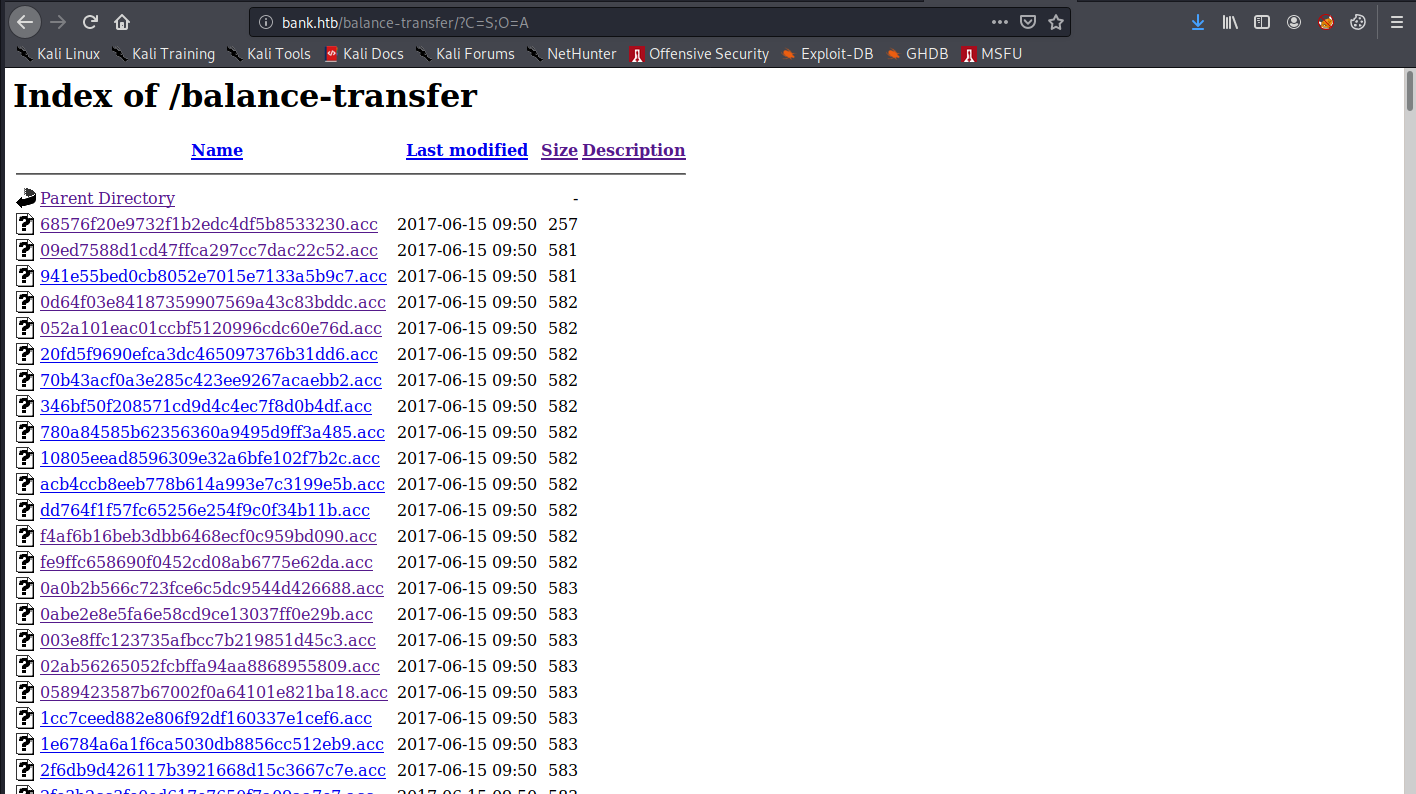 bank.htb/balance-transfer/?C=S;O=A
Kali Linux Kali Training Kali Tools Kali Docs Kali Forums NetHunter Offensive Security Exploit-DB GHDB MSFU
Index of /balance-transfer
Name Last modified Size Description
Parent Directory -
68576f20e9732f1b2edc4df5b8533230.acc 2017-06-15 09:50 257
09ed7588d1cd47ffca297cc7dac22c52.acc 2017-06-15 09:50 581
941e55bed0cb8052e7015e7133a5b9c7.acc 2017-06-15 09:50 581
0d64f03e84187359907569a43c83bddc.acc 2017-06-15 09:50 582
052a101eac01ccbf5120996cdc60e76d.acc 2017-06-15 09:50 582
20fd5f9690efca3dc465097376b31dd6.acc 2017-06-15 09:50 582
70b43acf0a3e285c423ee9267acaebb2.acc 2017-06-15 09:50 582
346bf50f208571cd9d4c4ec7f8d0b4df.acc 2017-06-15 09:50 582
780a84585b62356360a9495d9ff3a485.acc 2017-06-15 09:50 582
10805eead8596309e32a6bfe102f7b2c.acc 2017-06-15 09:50 582
acb4ccb8eeb778b614a993e7c3199e5b.acc 2017-06-15 09:50 582
dd764f1f57fc65256e254f9c0f34b11b.acc 2017-06-15 09:50 582
f4af6b16beb3dbb6468ecf0c959bd090.acc 2017-06-15 09:50 582
fe9ffc658690f0452cd08ab6775e62da.acc 2017-06-15 09:50 582
0a0b2b566c723fce6c5dc9544d426688.acc 2017-06-15 09:50 583
0abe2e8e5fa6e58cd9ce13037ff0e29b.acc 2017-06-15 09:50 583
003e8ffc123735afbcc7b219851d45c3.acc 2017-06-15 09:50 583
02ab56265052fcbffa94aa8868955809.acc 2017-06-15 09:50 583
0589423587b67002f0a64101e821ba18.acc 2017-06-15 09:50 583
1cc7ceed882e806f92df160337e1cef6.acc 2017-06-15 09:50 583
1e6784a6a1f6ca5030db8856cc512eb9.acc 2017-06-15 09:50 583
2f6db9d426117b3921668d15c3667c7e.acc 2017-06-15 09:50 583